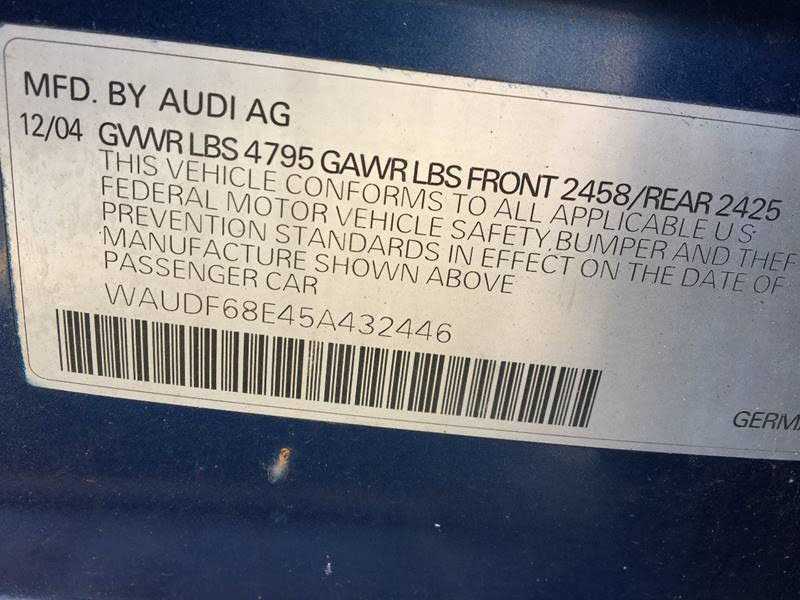 MFD. BY AUDI AG
12/04 GVWR LBS 4795 GAWR LBS FRONT 2458/REAR 2425
THIS VEHICLE CONFORMS TO ALL APPLICABLE U S
FEDERAL MOTOR VEHICLE SAFETY,BUMPER AND THEF
PREVENTION STANDARDS IN EFFECT ON THE DATE OF
MANUFACTURE SHOWN ABOVE
PASSENGER CAR
WAUDF68E45A432446
GERMA